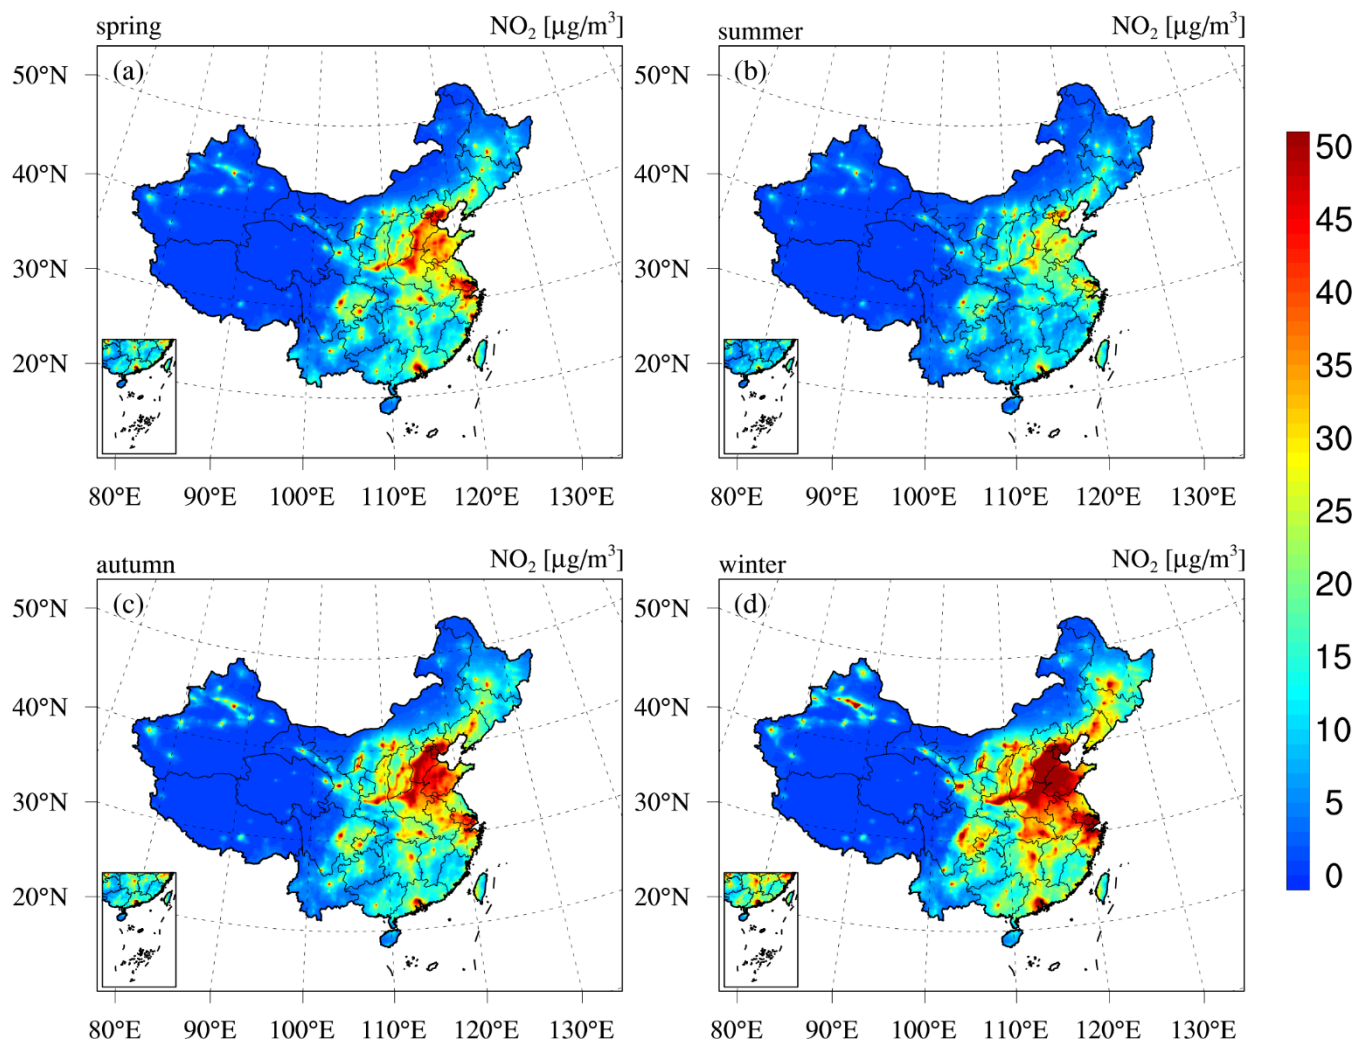 spring NO₂ [μg/m³]
(a)
50°N
40°N
30°N
20°N
80°E 90°E 100°E 110°E 120°E 130°E
summer NO₂ [μg/m³]
(b)
50°N
40°N
30°N
20°N
80°E 90°E 100°E 110°E 120°E 130°E
autumn NO₂ [μg/m³]
(c)
50°N
40°N
30°N
20°N
80°E 90°E 100°E 110°E 120°E 130°E
winter NO₂ [μg/m³]
(d)
50°N
40°N
30°N
20°N
80°E 90°E 100°E 110°E 120°E 130°E
50
45
40
35
30
25
20
15
10
5
0